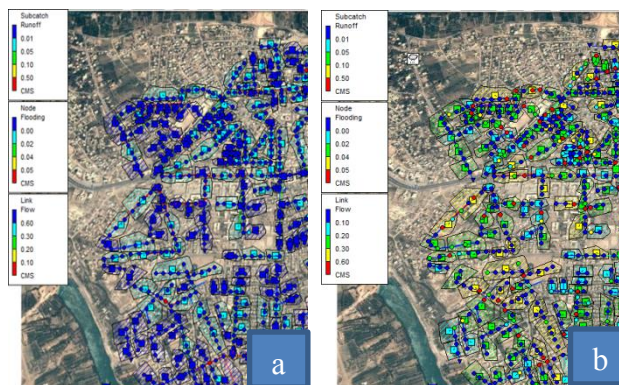 Subcatch
Runoff
0.01
0.05
0.10
0.50
CMS
Node
Flooding
0.00
0.02
0.04
0.05
CMS
Link
Flow
0.60
0.30
0.20
0.10
CMS
a
Subcatch
Runoff
0.01
0.05
0.10
0.50
CMS
Node
Flooding
0.00
0.02
0.04
0.05
CMS
Link
Flow
0.10
0.20
0.30
0.60
CMS
b